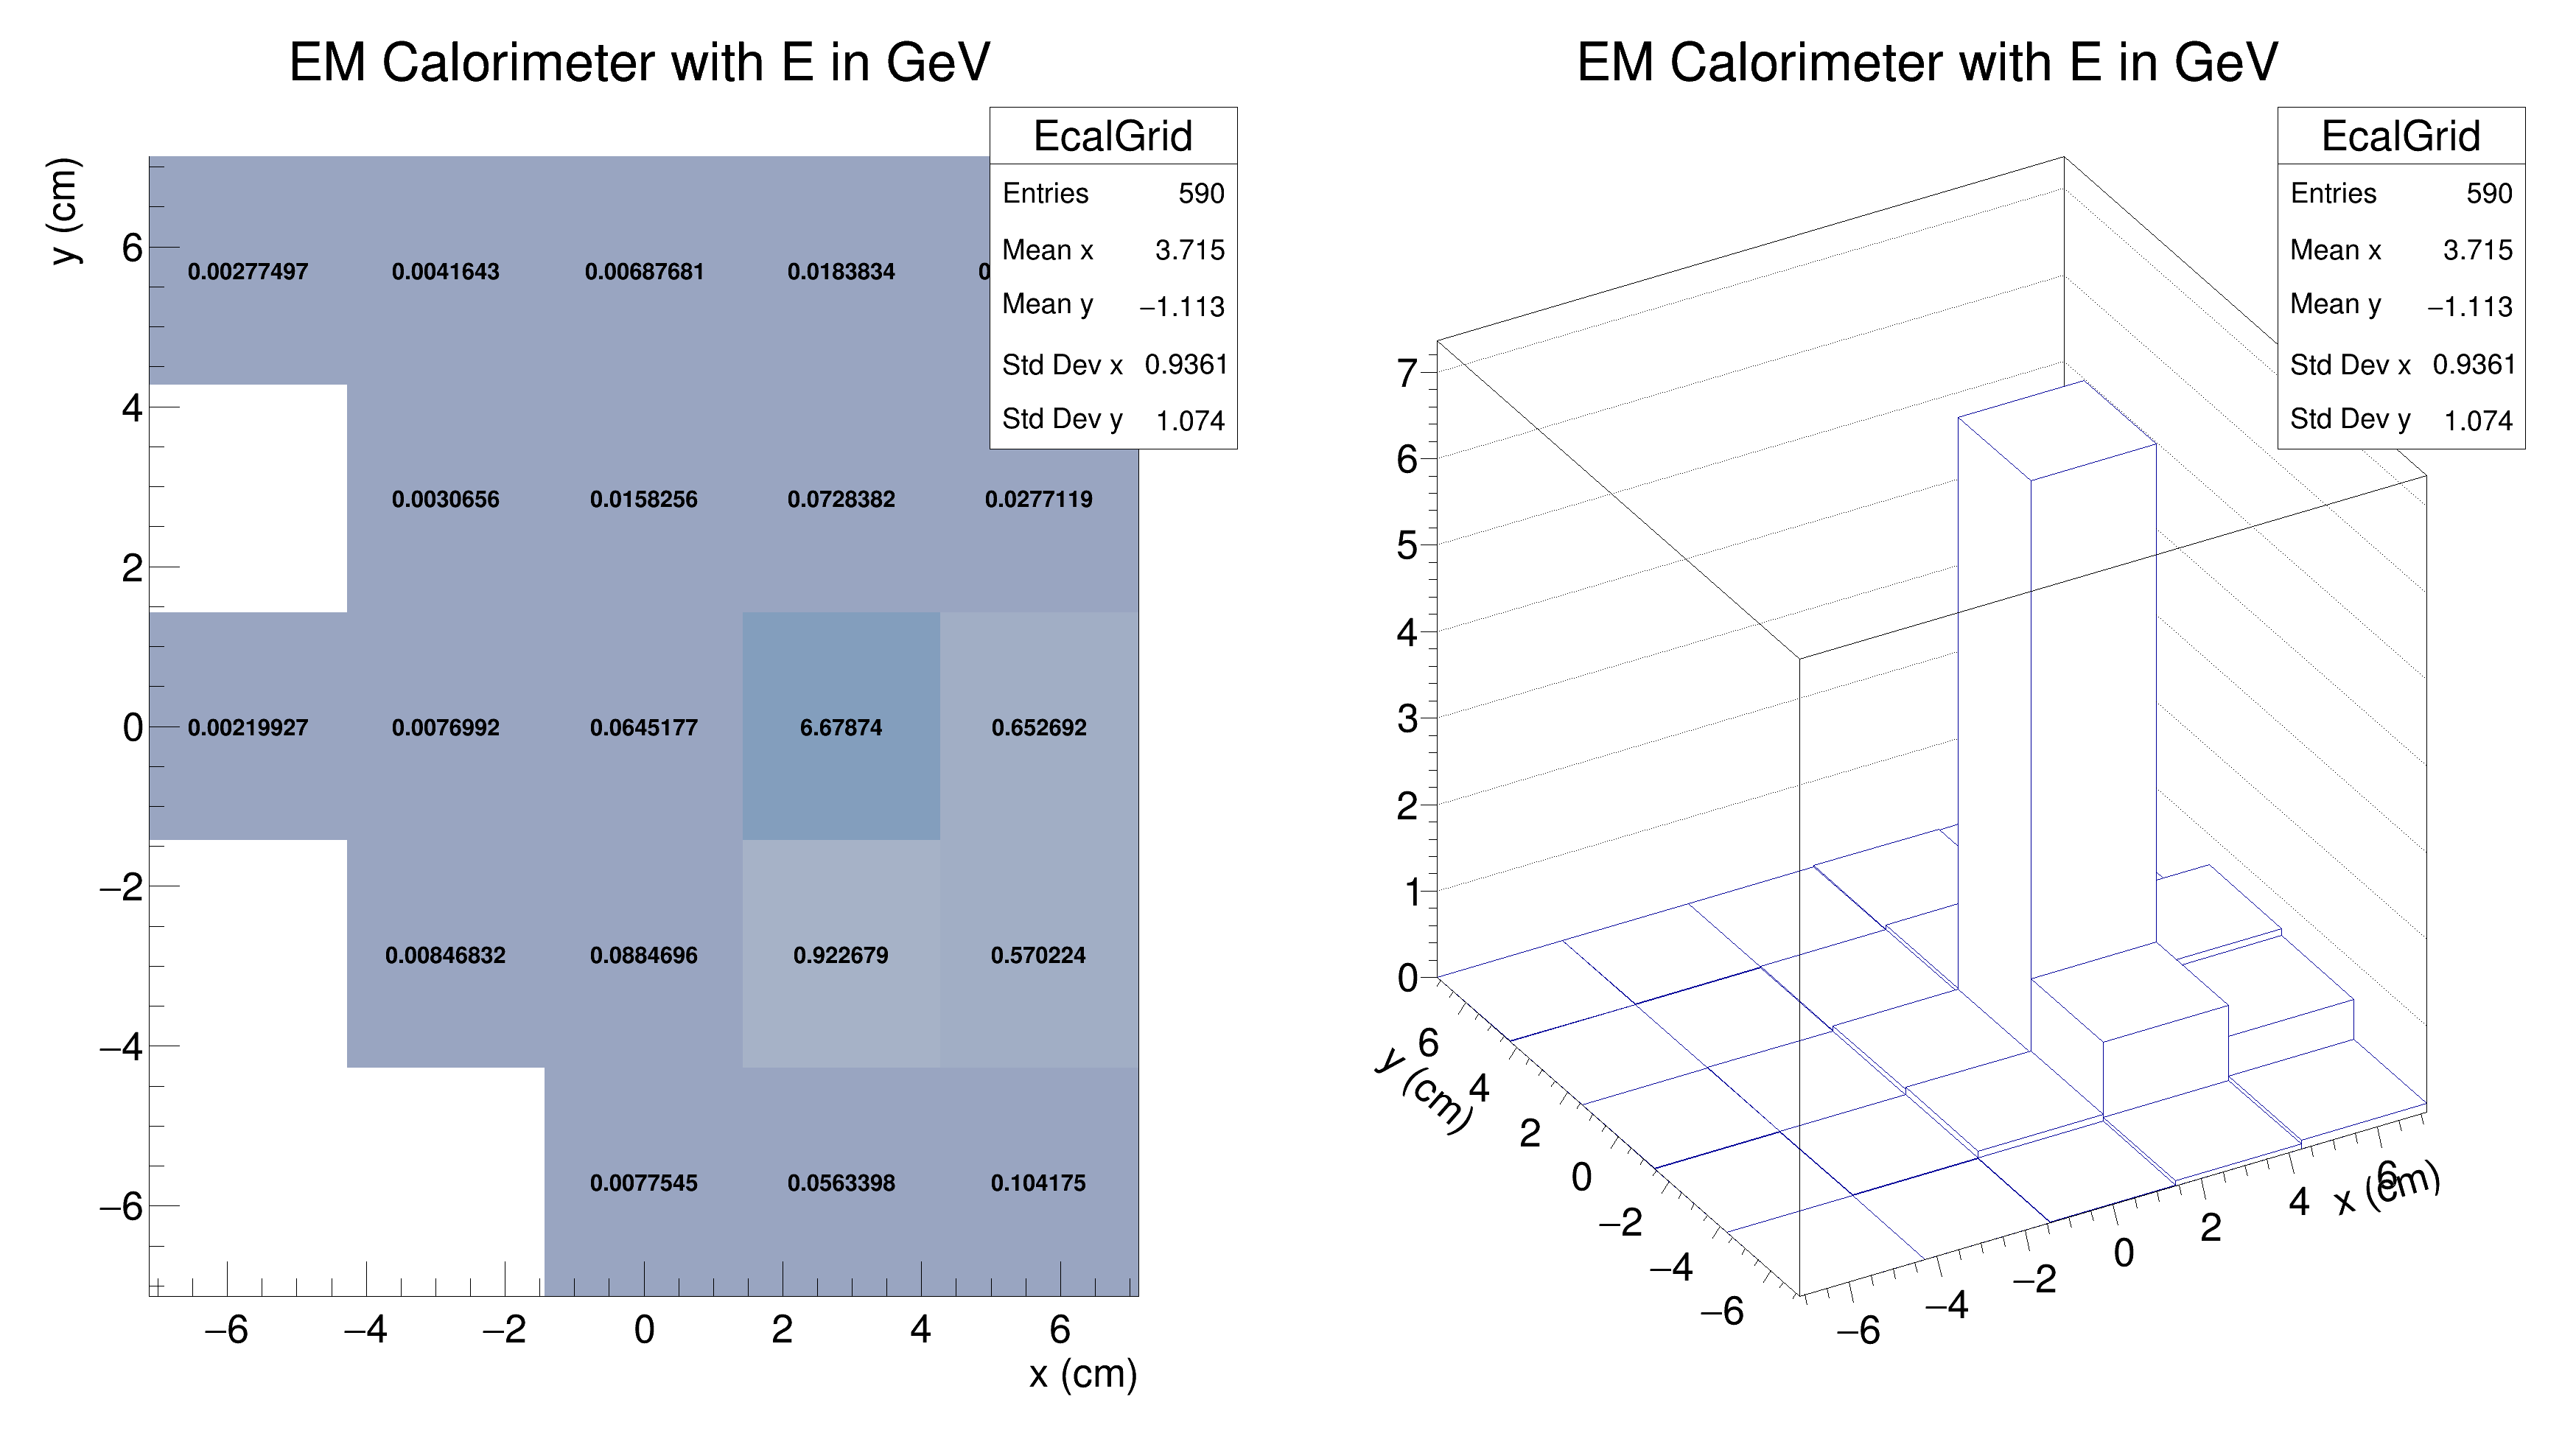 EM Calorimeter with E in GeV
EcalGrid
Entries 590
Mean x 3.715
Mean y −1.113
Std Dev x 0.9361
Std Dev y 1.074
y (cm)
6
4
2
0
−2
−4
−6
0.00277497 0.0041643 0.00687681 0.0183834
0.0030656 0.0158256 0.0728382 0.0277119
0.00219927 0.0076992 0.0645177 6.67874 0.652692
0.00846832 0.0884696 0.922679 0.570224
0.0077545 0.0563398 0.104175
−6 −4 −2 0 2 4 6
x (cm)
EM Calorimeter with E in GeV
EcalGrid
Entries 590
Mean x 3.715
Mean y −1.113
Std Dev x 0.9361
Std Dev y 1.074
7
6
5
4
3
2
1
0
y (cm)
6
4
2
0
−2
−4
−6
−6
−4
−2
0
2
4
6
x (cm)